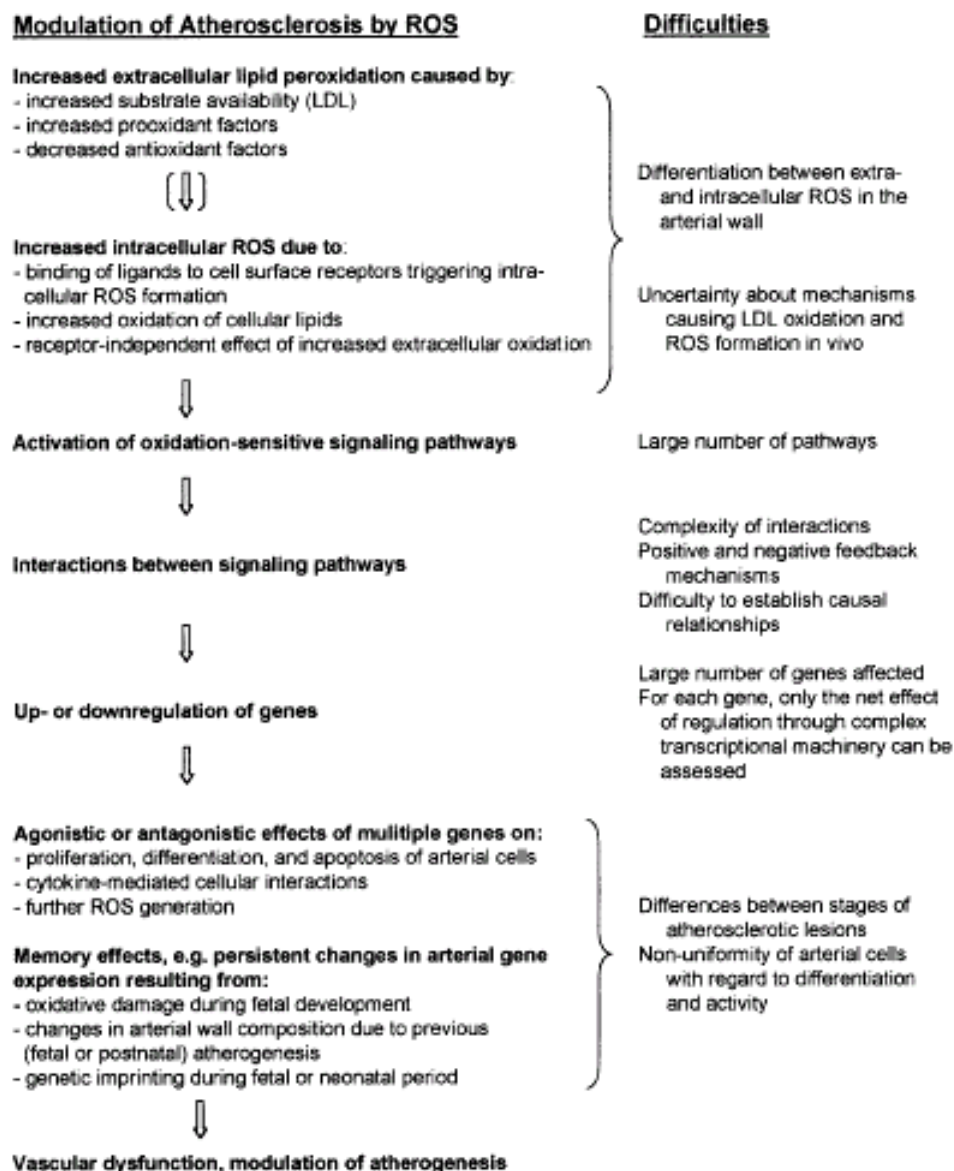 Modulation of Atherosclerosis by ROS
Increased extracellular lipid peroxidation caused by:
- increased substrate availability (LDL)
- increased prooxidant factors
- decreased antioxidant factors
Increased intracellular ROS due to:
- binding of ligands to cell surface receptors triggering intra-
cellular ROS formation
- increased oxidation of cellular lipids
- receptor-independent effect of increased extracellular oxidation
Activation of oxidation-sensitive signaling pathways
Interactions between signaling pathways
Up- or downregulation of genes
Agonistic or antagonistic effects of mulitiple genes on:
- proliferation, differentiation, and apoptosis of arterial cells
- cytokine-mediated cellular interactions
- further ROS generation
Memory effects, e.g. persistent changes in arterial gene
expression resulting from:
- oxidative damage during fetal development
- changes in arterial wall composition due to previous
(fetal or postnatal) atherogenesis
- genetic imprinting during fetal or neonatal period
Vascular dysfunction, modulation of atherogenesis
Difficulties
Differentiation between extra-
and intracellular ROS in the
arterial wall
Uncertainty about mechanisms
causing LDL oxidation and
ROS formation in vivo
Large number of pathways
Complexity of interactions
Positive and negative feedback
mechanisms
Difficulty to establish causal
relationships
Large number of genes affected
For each gene, only the net effect
of regulation through complex
transcriptional machinery can be
assessed
Differences between stages of
atherosclerotic lesions
Non-uniformity of arterial cells
with regard to differentiation
and activity